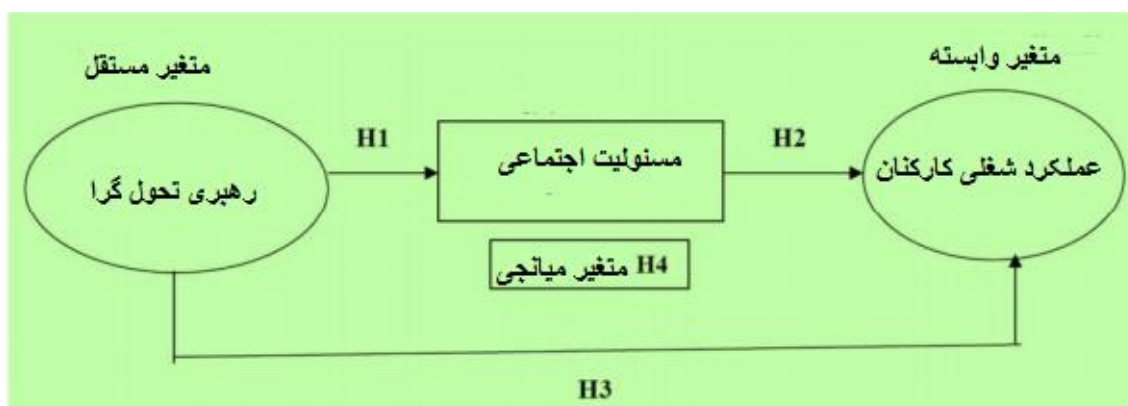 متغیر مستقل
متغیر وابسته
H1
H2
رهبری تحول گرا
مسئولیت اجتماعی
عملکرد شغلی کارکنان
H4 متغیر میانجی
H3